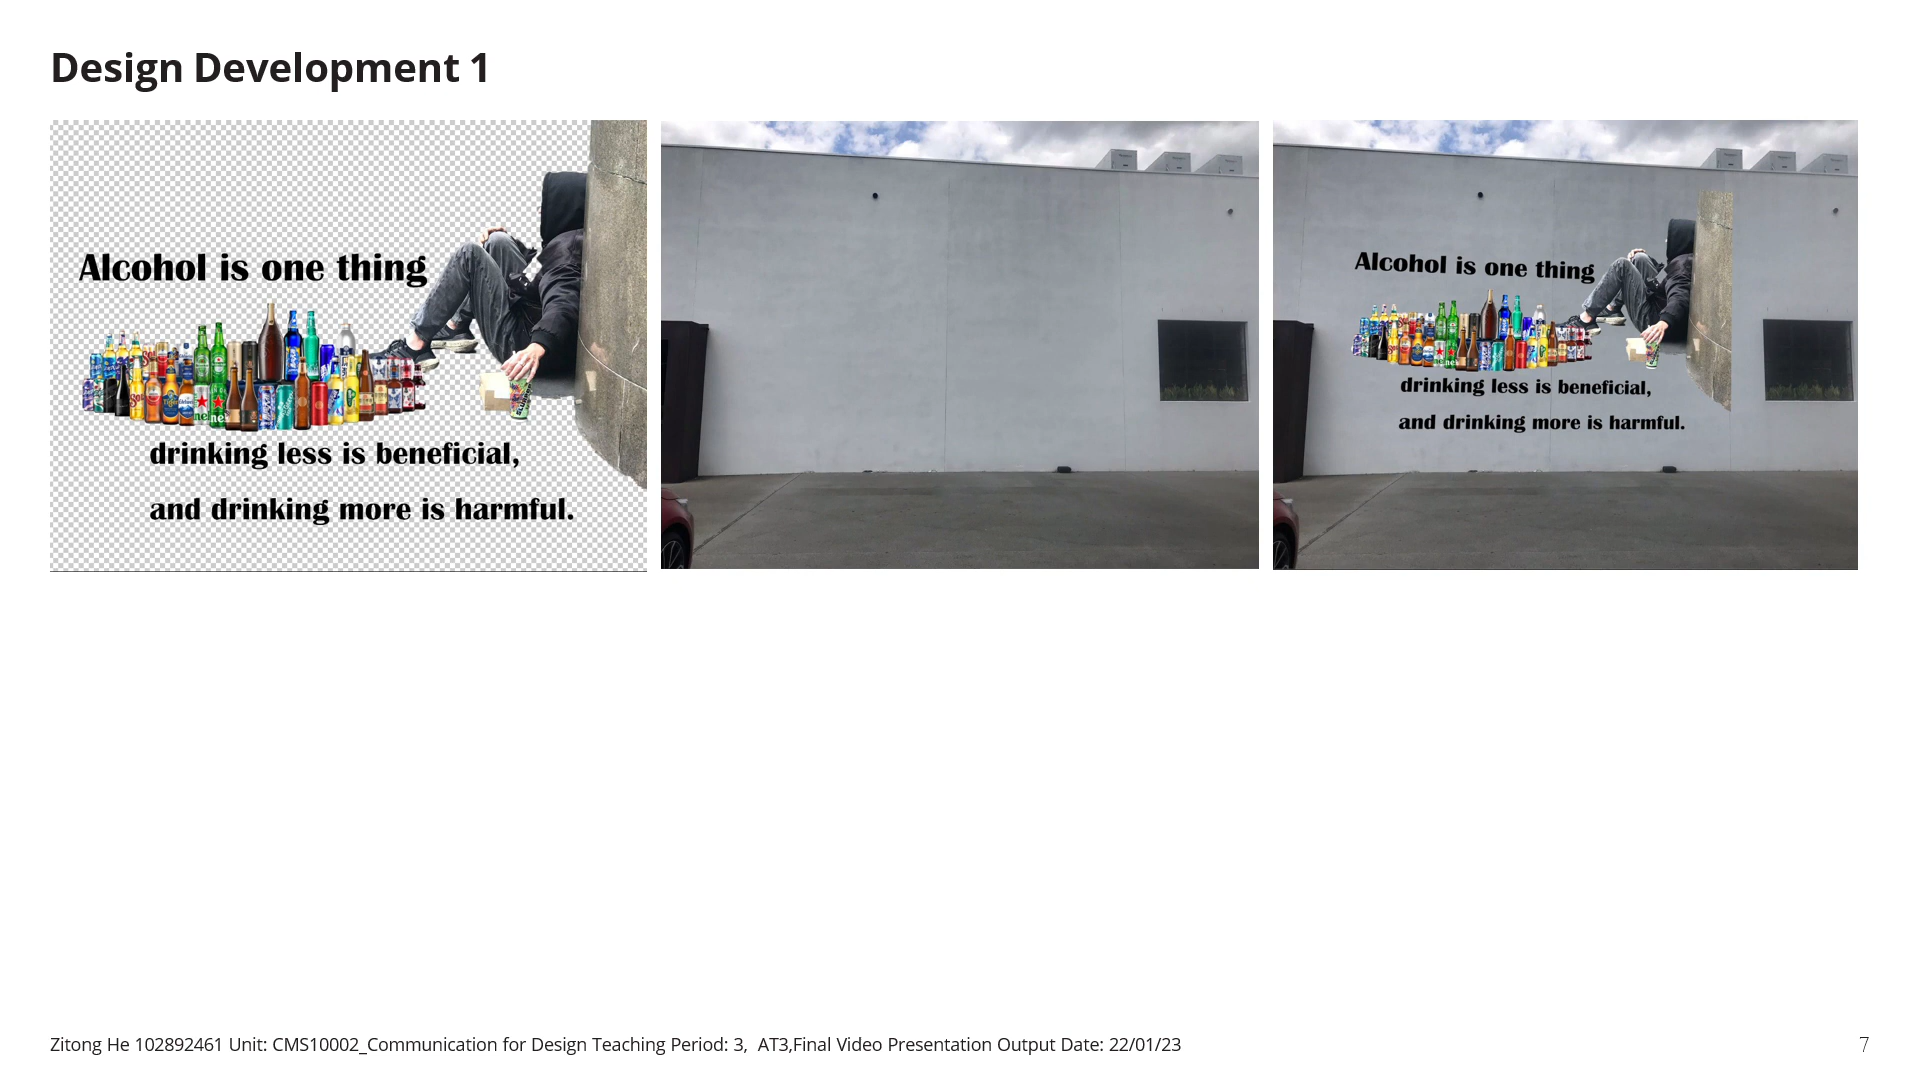 Design Development 1
Alcohol is one thing
drinking less is beneficial,
and drinking more is harmful.
Alcohol is one thing
drinking less is beneficial,
and drinking more is harmful.
Zitong He 102892461 Unit: CMS10002_Communication for Design Teaching Period: 3,  AT3,Final Video Presentation Output Date: 22/01/23
7